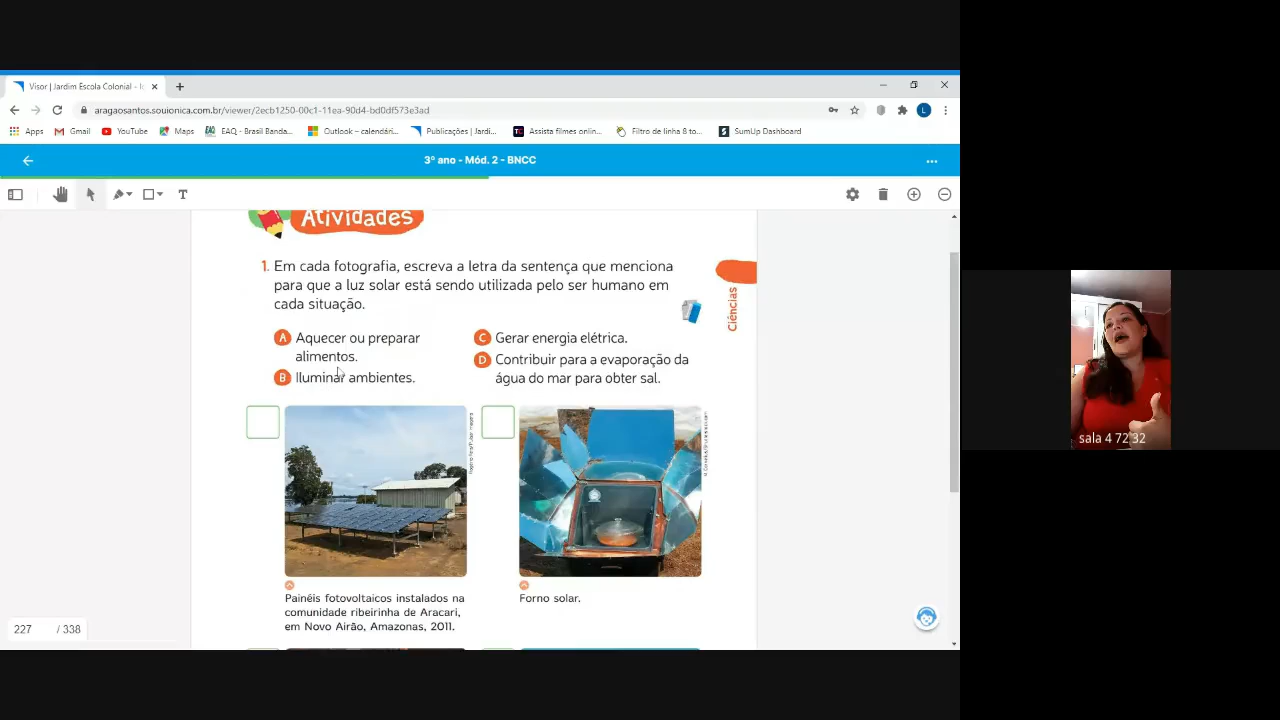 Visor | Jardim Escola Colonial - Ic
aragaosantos.souionica.com.br/viewer/2ecb1250-00c1-11ea-90d4-bd0df573e3ad
Apps Gmail YouTube Maps EAQ - Brasil Banda... Outlook – calendári... Publicações | Jardi... Assista filmes onlin... Filtro de linha 8 to... SumUp Dashboard
3º ano - Mód. 2 - BNCC
Atividades
1. Em cada fotografia, escreva a letra da sentença que menciona
para que a luz solar está sendo utilizada pelo ser humano em
cada situação.
A Aquecer ou preparar
alimentos.
B Iluminar ambientes.
C Gerar energia elétrica.
D Contribuir para a evaporação da
água do mar para obter sal.
Ciências
Painéis fotovoltaicos instalados na
comunidade ribeirinha de Aracari,
em Novo Airão, Amazonas, 2011.
Forno solar.
227 / 338
sala 4 72 32